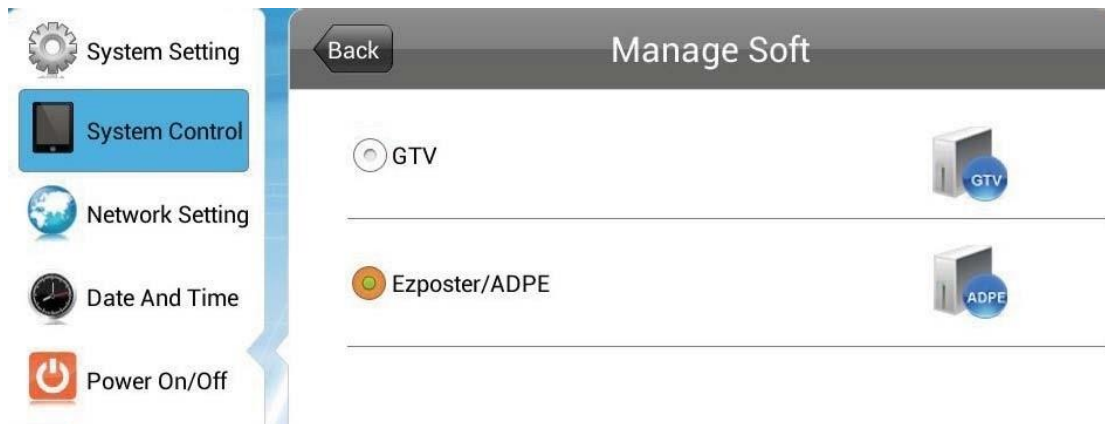 System Setting
System Control
Network Setting
Date And Time
Power On/Off
Back
Manage Soft
GTV
GTV
Ezposter/ADPE
ADPE